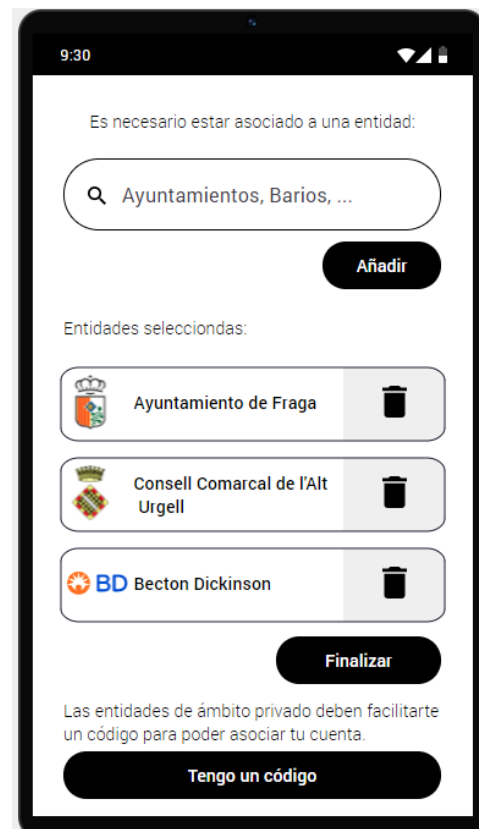 9:30
Es necesario estar asociado a una entidad:
Ayuntamientos, Barios, ...
Añadir
Entidades selecciondas:
Ayuntamiento de Fraga
Consell Comarcal de l'Alt
Urgell
BD Becton Dickinson
Finalizar
Las entidades de ámbito privado deben facilitarte
un código para poder asociar tu cuenta.
Tengo un código